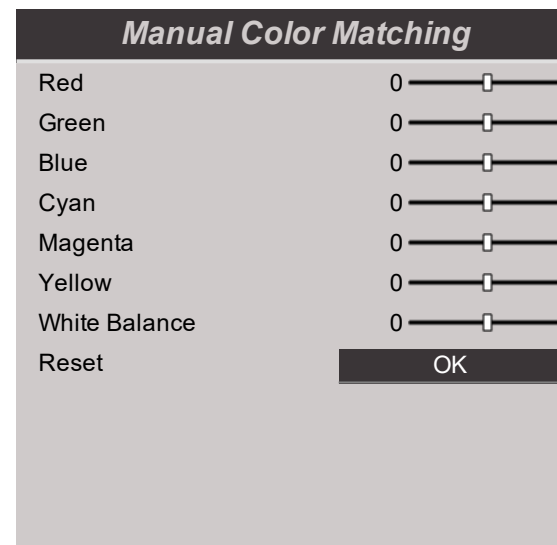 Manual Color Matching
Red 0
Green 0
Blue 0
Cyan 0
Magenta 0
Yellow 0
White Balance 0
Reset OK